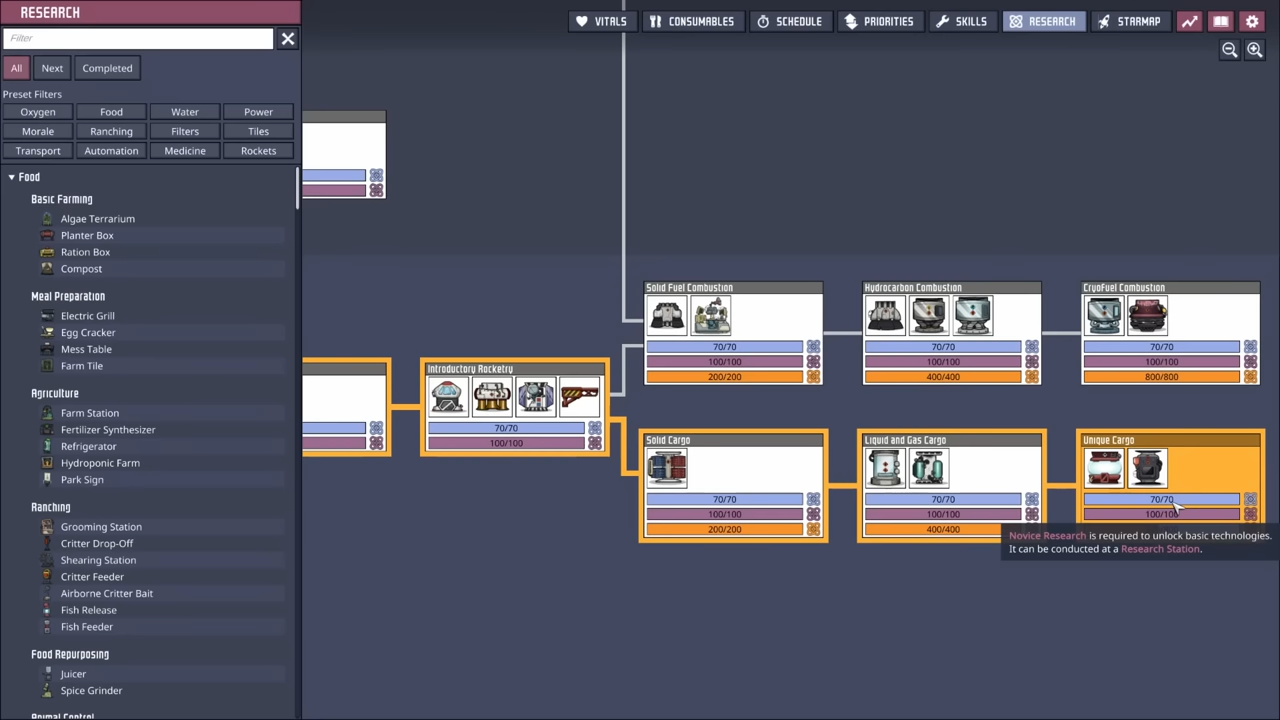 RESEARCH
VITALS
CONSUMABLES
SCHEDULE
PRIORITIES
SKILLS
RESEARCH
STARMAP
Filter
All
Next
Completed
Preset Filters
Oxygen
Food
Water
Power
Morale
Ranching
Filters
Tiles
Transport
Automation
Medicine
Rockets
Food
Basic Farming
Algae Terrarium
Planter Box
Ration Box
Compost
Meal Preparation
Electric Grill
Egg Cracker
Mess Table
Farm Tile
Agriculture
Farm Station
Fertilizer Synthesizer
Refrigerator
Hydroponic Farm
Park Sign
Ranching
Grooming Station
Critter Drop-Off
Shearing Station
Critter Feeder
Airborne Critter Bait
Fish Release
Fish Feeder
Food Repurposing
Juicer
Spice Grinder
Animal Control
Introductory Rocketry
70/70
100/100
Solid Fuel Combustion
70/70
100/100
200/200
Hydrocarbon Combustion
70/70
100/100
400/400
CryoFuel Combustion
70/70
100/100
800/800
Solid Cargo
70/70
100/100
200/200
Liquid and Gas Cargo
70/70
100/100
400/400
Unique Cargo
70/70
100/100
Novice Research is required to unlock basic technologies.
It can be conducted at a Research Station.